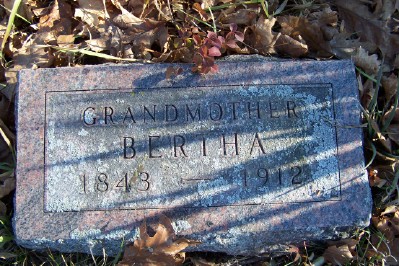 GRANDMOTHER
BERTHA
1843 — 1912